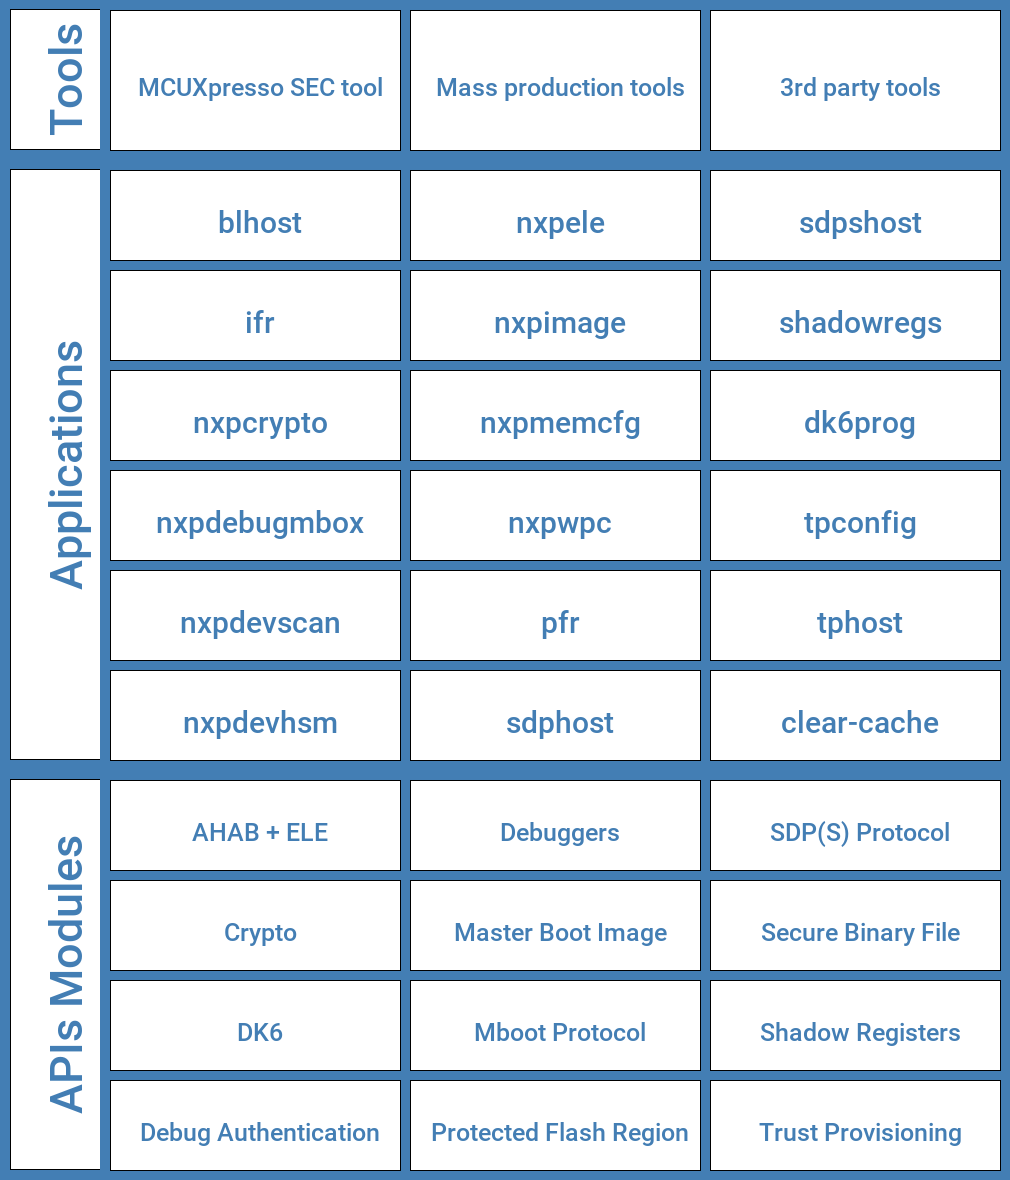 Tools
MCUXpresso SEC tool
Mass production tools
3rd party tools
Applications
blhost
nxpele
sdpshost
ifr
nxpimage
shadowregs
nxpcrypto
nxpmemcfg
dk6prog
nxpdebugmbox
nxpwpc
tpconfig
nxpdevscan
pfr
tphost
nxpdevhsm
sdphost
clear-cache
APIs Modules
AHAB + ELE
Debuggers
SDP(S) Protocol
Crypto
Master Boot Image
Secure Binary File
DK6
Mboot Protocol
Shadow Registers
Debug Authentication
Protected Flash Region
Trust Provisioning